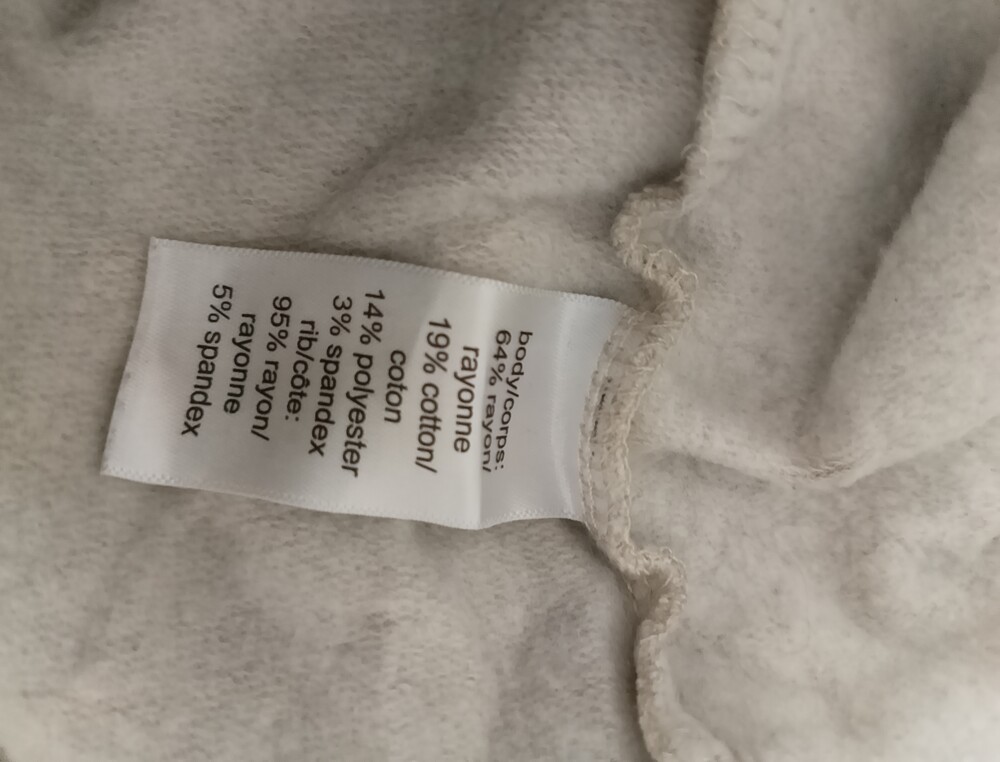 body/corps:
64% rayon/
rayonne
19% cotton/
coton
14% polyester
3% spandex
rib/côte:
95% rayon/
rayonne
5% spandex